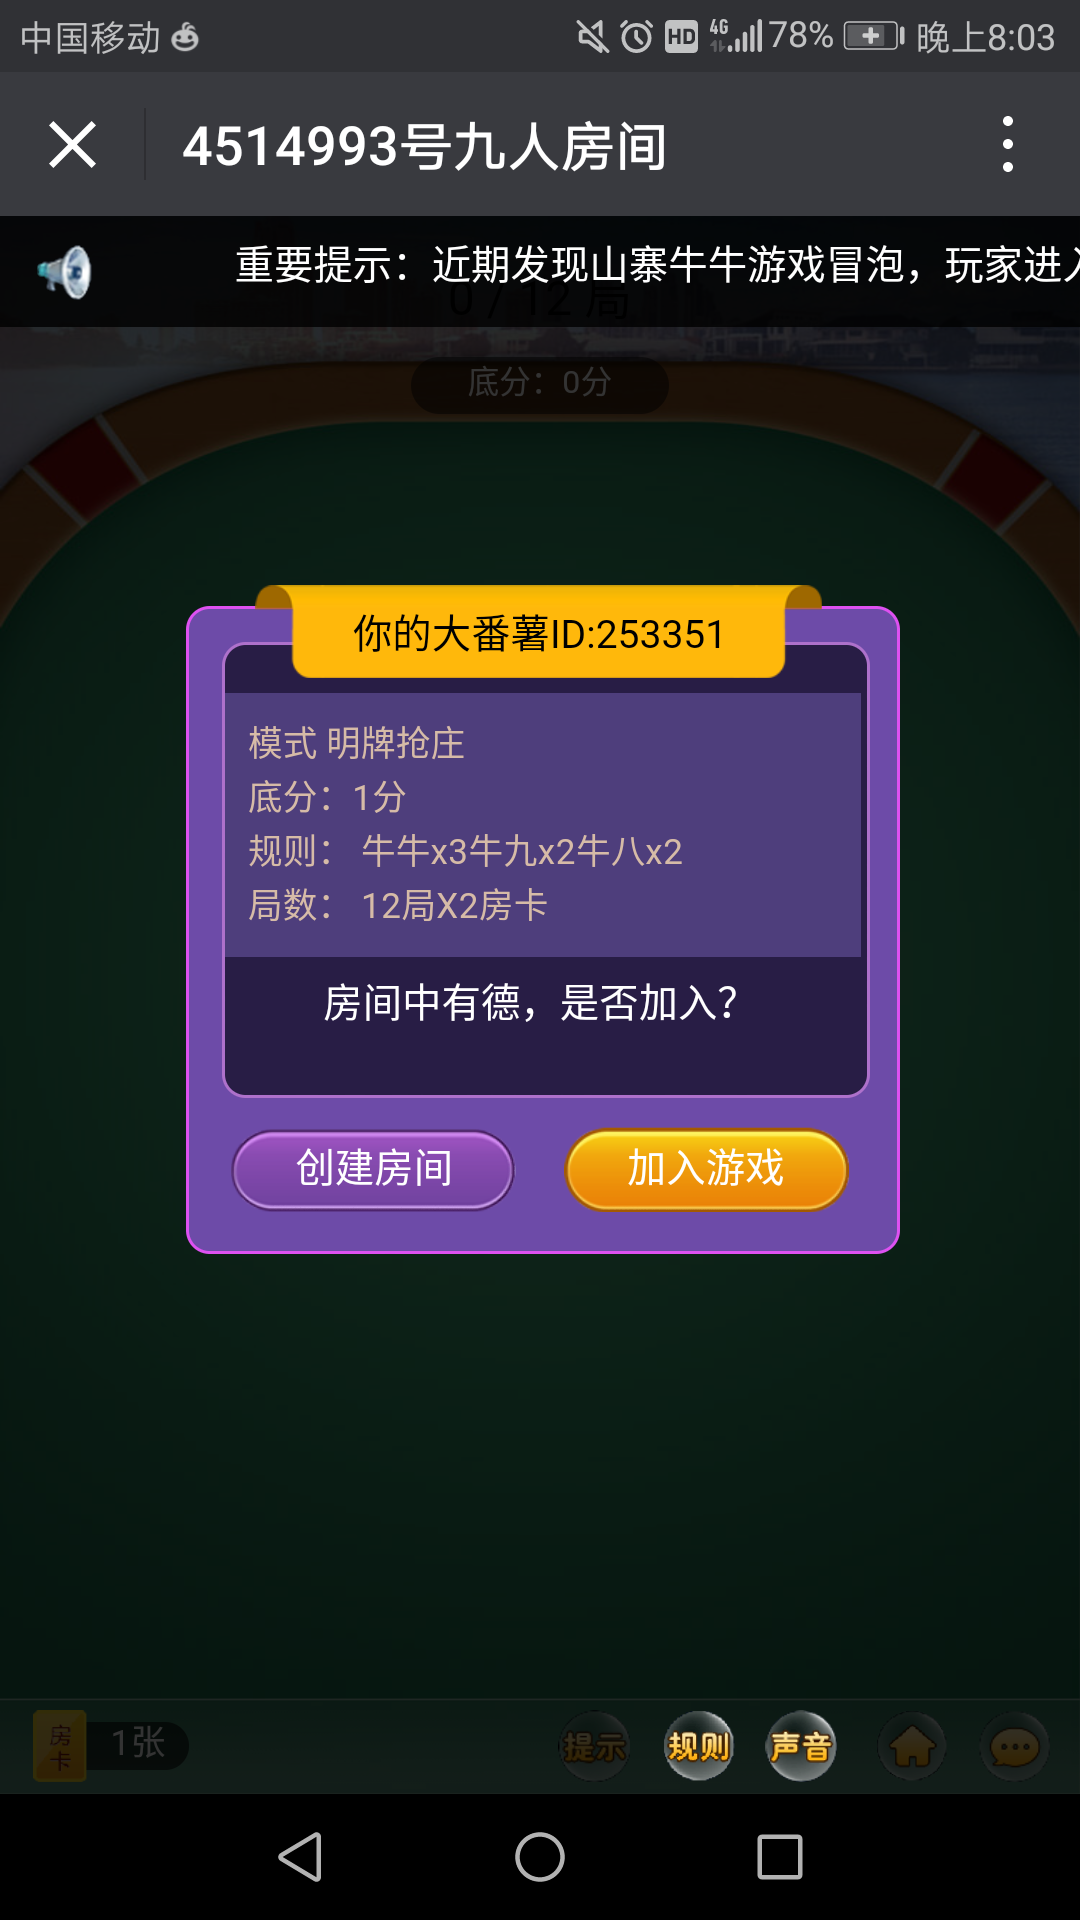 中国移动 4G HD 78% 晚上8:03
4514993号九人房间
重要提示：近期发现山寨牛牛游戏冒泡，玩家进入
0 / 12 局
底分：0分
你的大番薯ID:253351
模式 明牌抢庄
底分：1分
规则： 牛牛x3牛九x2牛八x2
局数： 12局X2房卡
房间中有德，是否加入？
创建房间 加入游戏
房卡 1张 提示 规则 声音